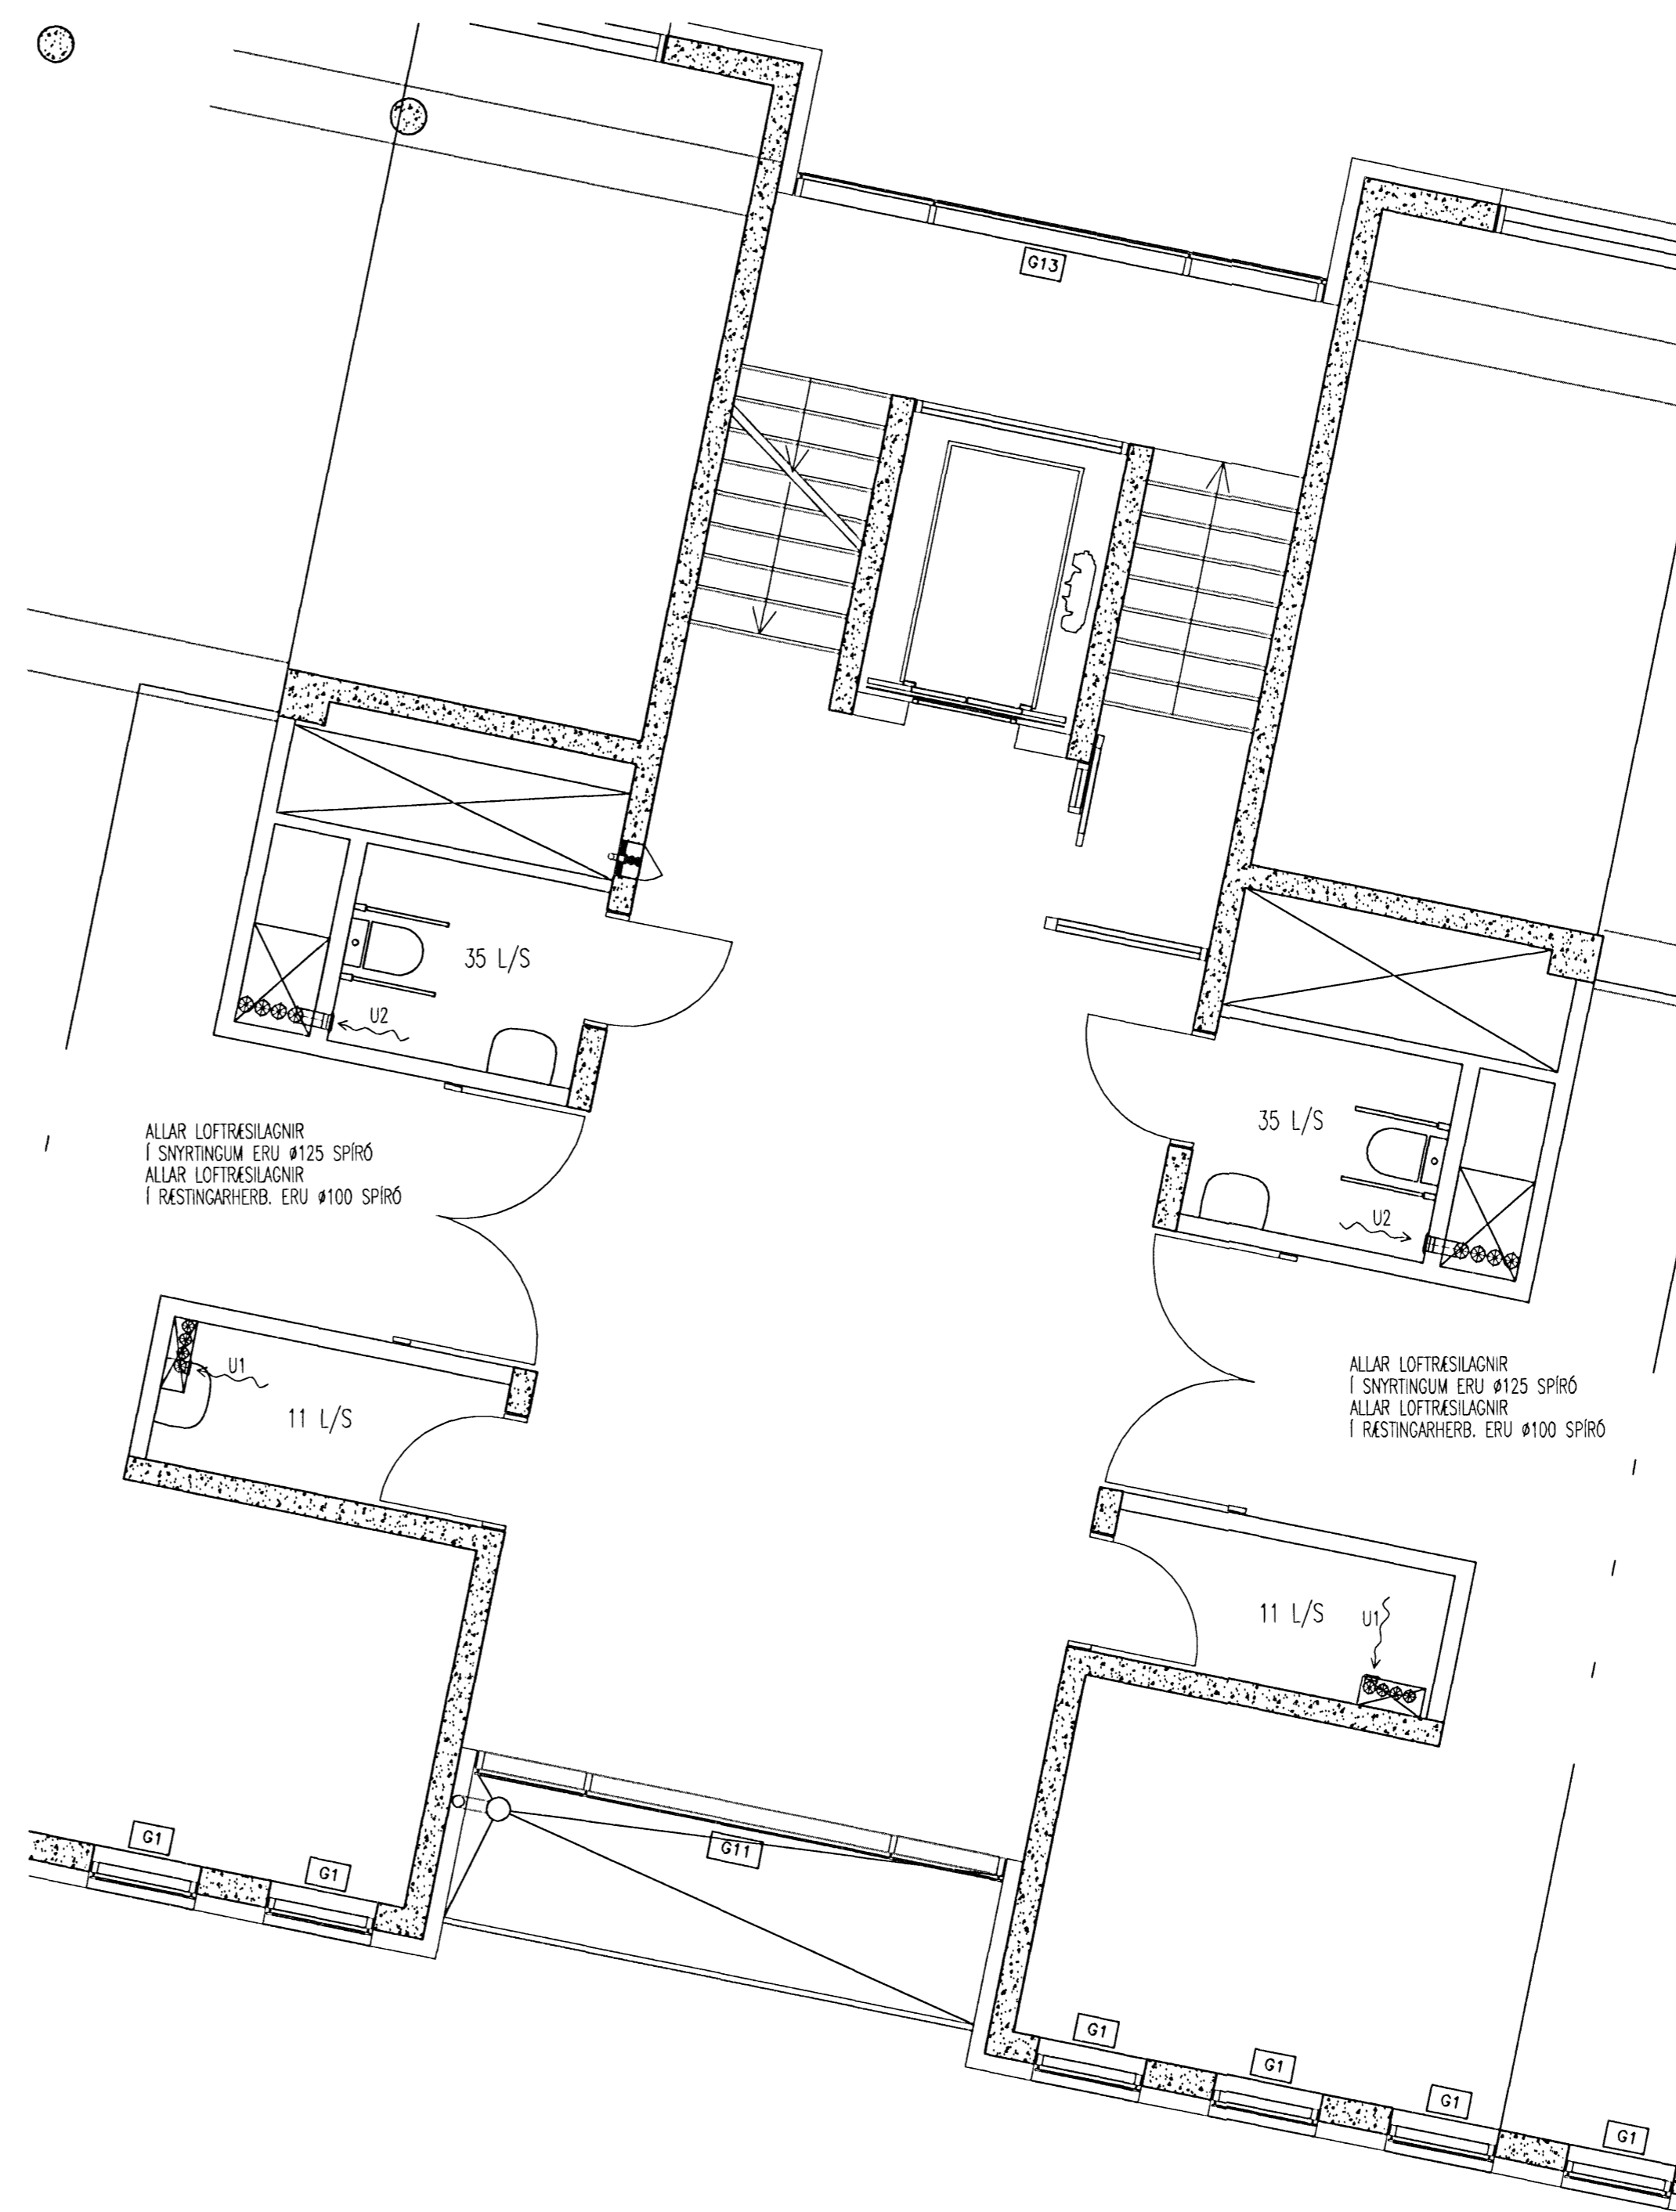 G13
35 L/S
U2
ALLAR LOFTRÆSILAGNIR
Í SNYRTINGUM ERU ø125 SPÍRÓ
ALLAR LOFTRÆSILAGNIR
Í RÆSTINGARHERB. ERU ø100 SPÍRÓ
35 L/S
U2
U1
11 L/S
ALLAR LOFTRÆSILAGNIR
Í SNYRTINGUM ERU ø125 SPÍRÓ
ALLAR LOFTRÆSILAGNIR
Í RÆSTINGARHERB. ERU ø100 SPÍRÓ
11 L/S
U1
G1
G1
G11
G1
G1
G1
G1